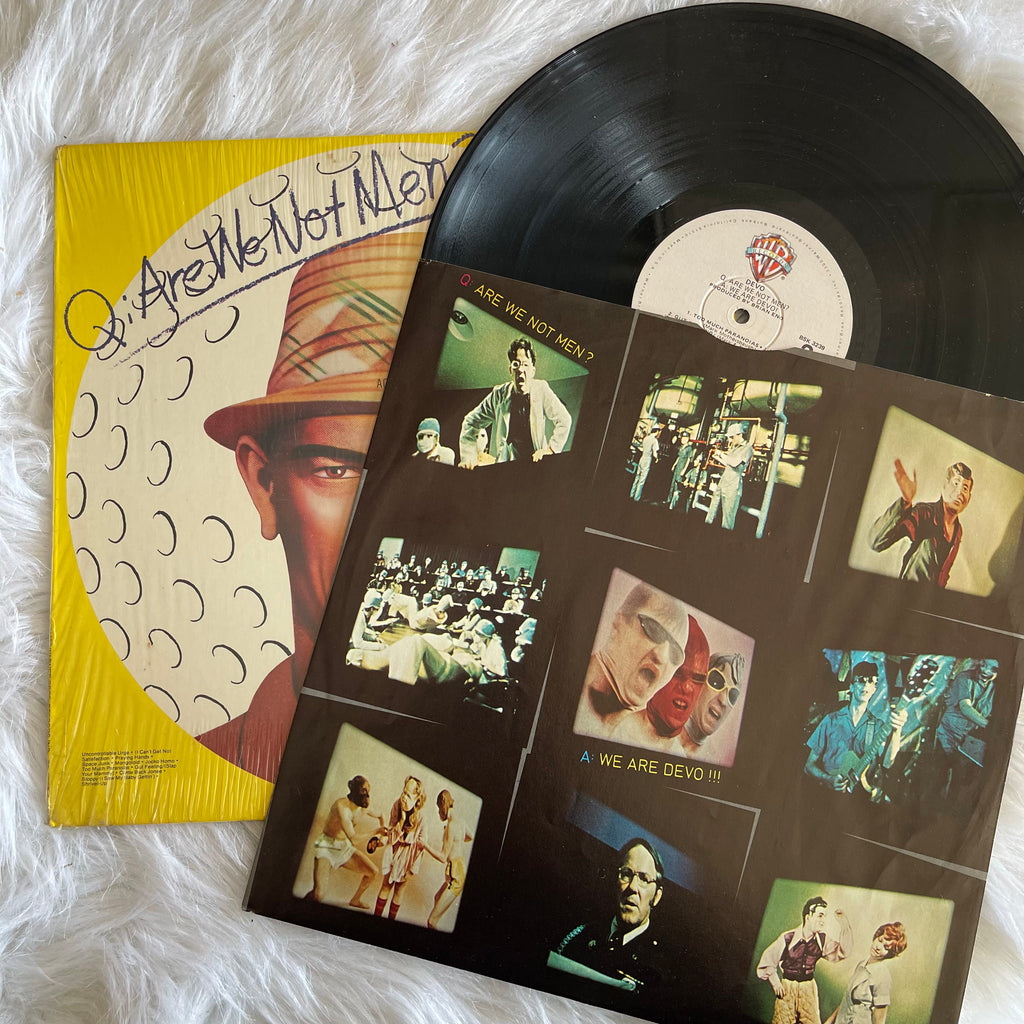 Q: Are We Not Men
Uncontrollable Urge • (I Can't Get Not
Satisfaction • Praying Hands •
Space Junk • Mongoloid • Jocko Homo •
Too Much Paranoias • Gut Feeling/(Slap
Your Mammy) • Come Back Jonee •
Sloppy (I Saw My Baby Gettin')
Shrivel-Up
DEVO
Q: ARE WE NOT MEN?
A: WE ARE DEVO!
PRODUCED BY BRIAN ENO
1. TOO MUCH PARANOIAS
BSK 3239
Q: ARE WE NOT MEN?
A: WE ARE DEVO !!!